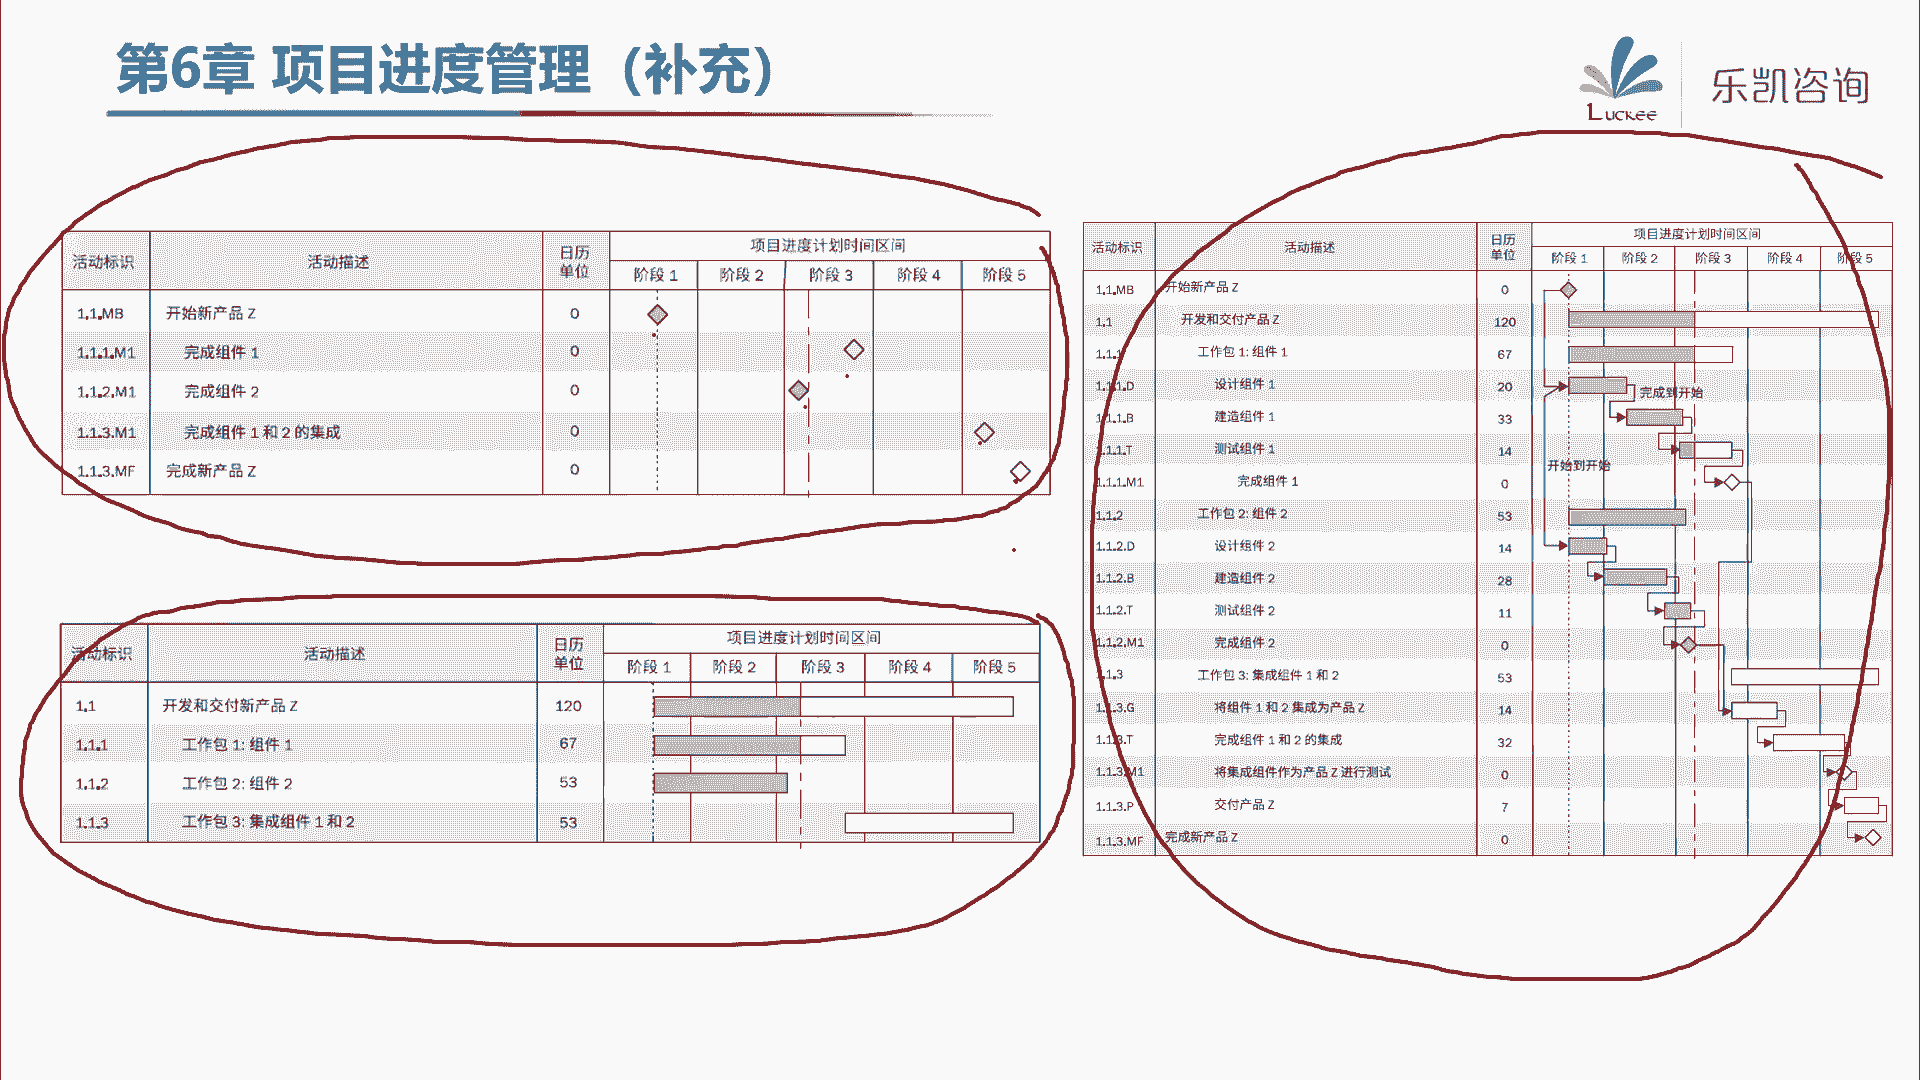 第6章 项目进度管理（补充）
Luckee
乐凯咨询
活动标识 活动描述 日历单位 项目进度计划时间区间
阶段 1 阶段 2 阶段 3 阶段 4 阶段 5
1.1.MB 开始新产品 Z 0
1.1.1.M1 完成组件 1 0
1.1.2.M1 完成组件 2 0
1.1.3.M1 完成组件 1 和 2 的集成 0
1.1.3.MF 完成新产品 Z 0
活动标识 活动描述 日历单位 项目进度计划时间区间
阶段 1 阶段 2 阶段 3 阶段 4 阶段 5
1.1 开发和交付新产品 Z 120
1.1.1 工作包 1: 组件 1 67
1.1.2 工作包 2: 组件 2 53
1.1.3 工作包 3: 集成组件 1 和 2 53
活动标识 活动描述 日历单位 项目进度计划时间区间
阶段 1 阶段 2 阶段 3 阶段 4 阶段 5
1.1.MB 开始新产品 Z 0
1.1 开发和交付产品 Z 120
1.1.1 工作包 1: 组件 1 67
1.1.1.D 设计组件 1 20
完成到开始
1.1.1.B 建造组件 1 33
1.1.1.T 测试组件 1 14
开始到开始
1.1.1.M1 完成组件 1 0
1.1.2 工作包 2: 组件 2 53
1.1.2.D 设计组件 2 14
1.1.2.B 建造组件 2 28
1.1.2.T 测试组件 2 11
1.1.2.M1 完成组件 2 0
1.1.3 工作包 3: 集成组件 1 和 2 53
1.1.3.G 将组件 1 和 2 集成为产品 Z 14
1.1.3.T 完成组件 1 和 2 的集成 32
1.1.3.M1 将集成组件作为产品 Z 进行测试 0
1.1.3.P 交付产品 Z 7
1.1.3.MF 完成新产品 Z 0